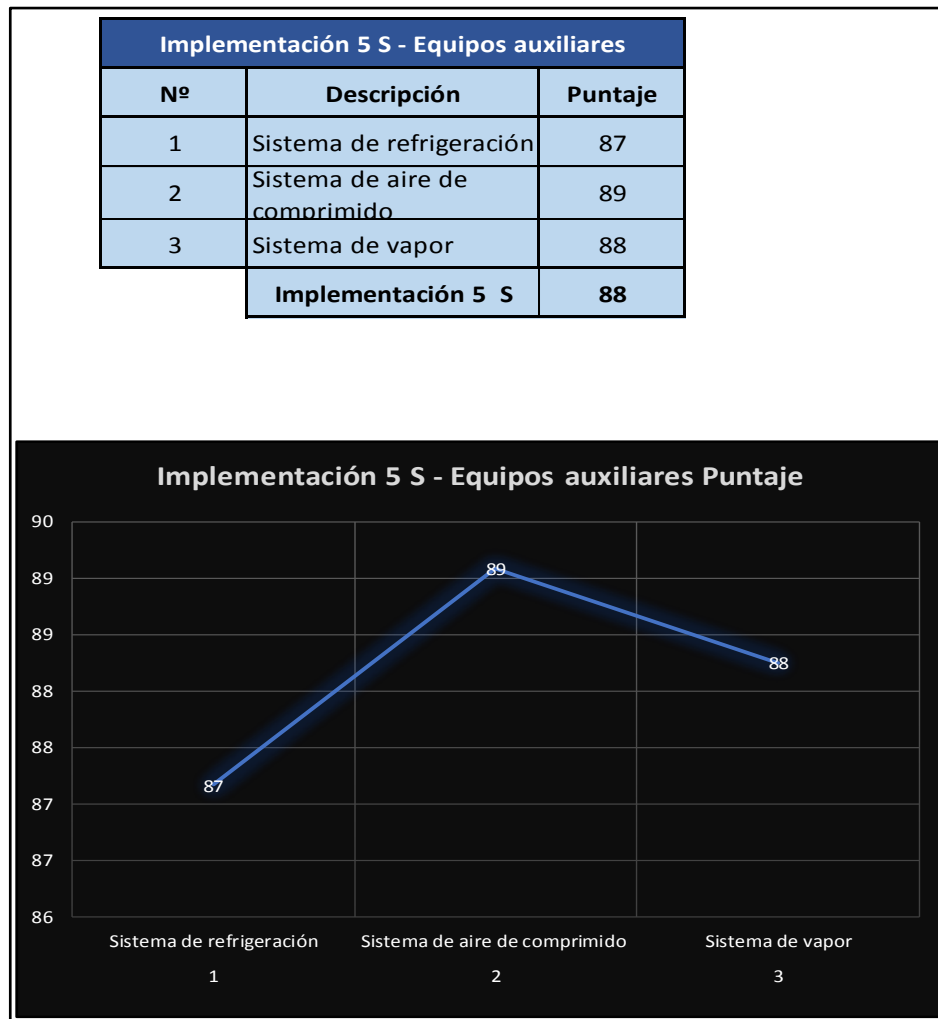 Implementación 5 S - Equipos auxiliares
Nº Descripción Puntaje
1 Sistema de refrigeración 87
2 Sistema de aire de comprimido 89
3 Sistema de vapor 88
Implementación 5 S 88
Implementación 5 S - Equipos auxiliares Puntaje
90
89
89
88
88
87
87
86
87
89
88
Sistema de refrigeración Sistema de aire de comprimido Sistema de vapor
1 2 3